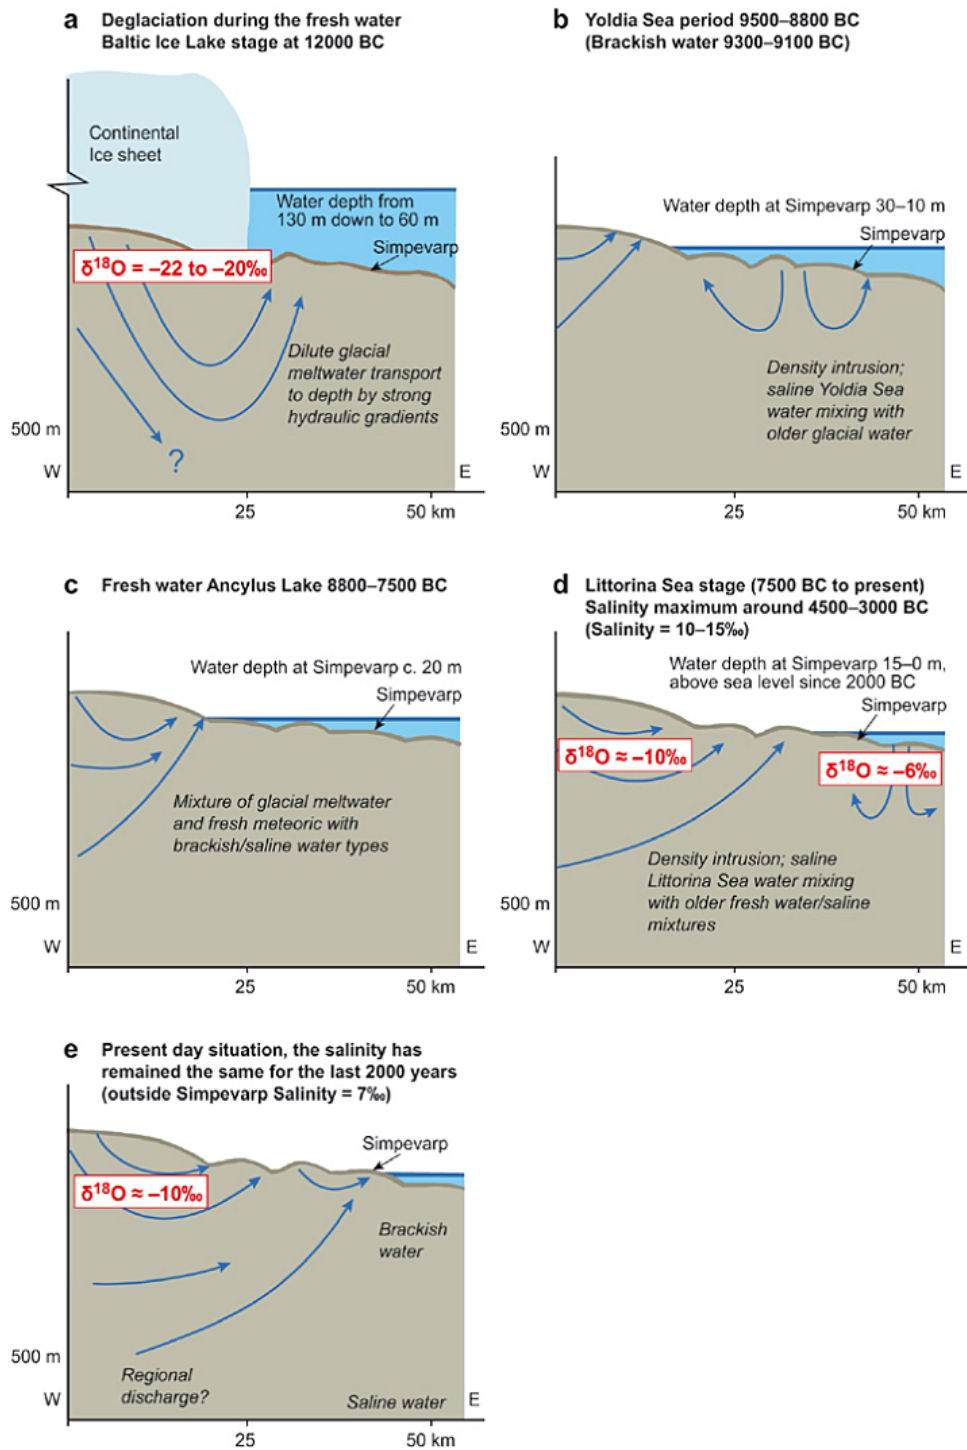 a Deglaciation during the fresh water
Baltic Ice Lake stage at 12000 BC
Continental
Ice sheet
Water depth from
130 m down to 60 m
Simpevarp
δ18O = –22 to –20‰
Dilute glacial
meltwater transport
to depth by strong
hydraulic gradients
500 m
?
W
E
25
50 km
b Yoldia Sea period 9500–8800 BC
(Brackish water 9300–9100 BC)
Water depth at Simpevarp 30–10 m
Simpevarp
Density intrusion;
saline Yoldia Sea
water mixing with
older glacial water
500 m
W
E
25
50 km
c Fresh water Ancylus Lake 8800–7500 BC
Water depth at Simpevarp c. 20 m
Simpevarp
Mixture of glacial meltwater
and fresh meteoric with
brackish/saline water types
500 m
W
E
25
50 km
d Littorina Sea stage (7500 BC to present)
Salinity maximum around 4500–3000 BC
(Salinity = 10–15‰)
Water depth at Simpevarp 15–0 m,
above sea level since 2000 BC
Simpevarp
δ18O ≈ –10‰
δ18O ≈ –6‰
Density intrusion; saline
Littorina Sea water mixing
with older fresh water/saline
mixtures
500 m
W
E
25
50 km
e Present day situation, the salinity has
remained the same for the last 2000 years
(outside Simpevarp Salinity = 7‰)
Simpevarp
δ18O ≈ –10‰
Brackish
water
500 m
Regional
discharge?
W
Saline water
E
25
50 km